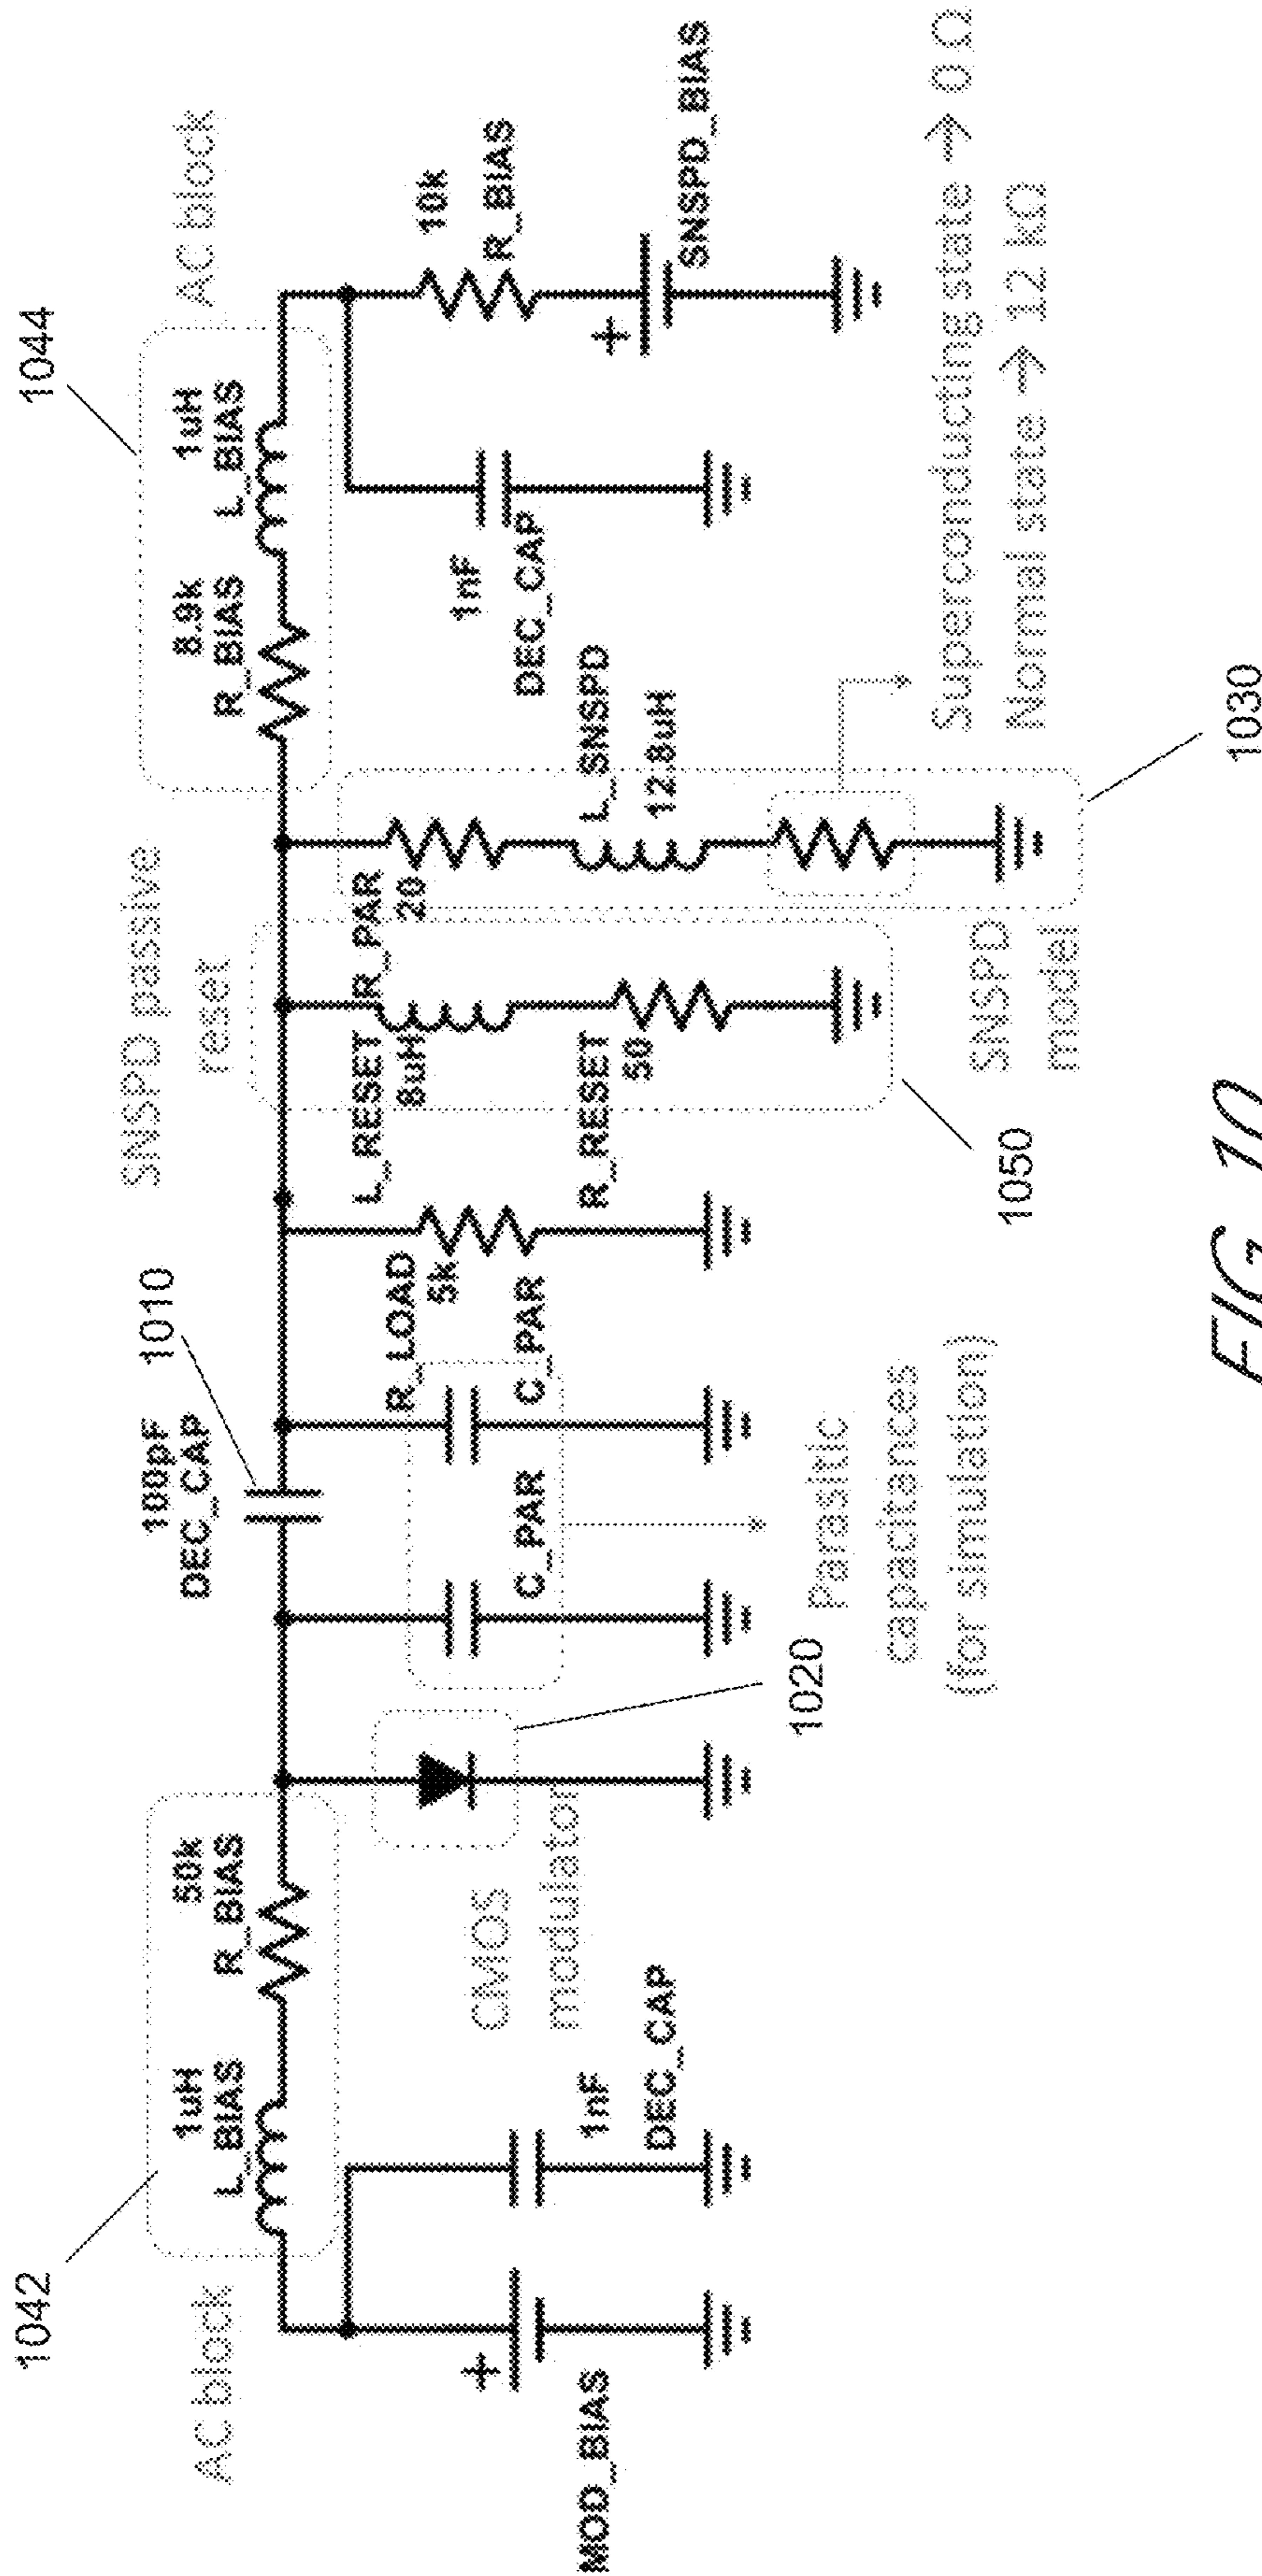 1042
AC block
1uH
L_BIAS
50k
R_BIAS
MOD_BIAS
1nF
DEC_CAP
CMOS
modulator
1020
100pF
DEC_CAP
1010
C_PAR
C_PAR
Parasitic
capacitances
(for simulation)
R_LOAD
5k
SNSPD passive
reset
L_RESET
8uH
R_RESET
50
1050
R_PAR
20
L_SNSPD
12.8uH
SNSPD
model
1030
8.9k
R_BIAS
1uH
L_BIAS
1044
AC block
1nF
DEC_CAP
10k
R_BIAS
SNSPD_BIAS
Superconducting state → 0 Ω
Normal state → 12 kΩ
FIG. 10